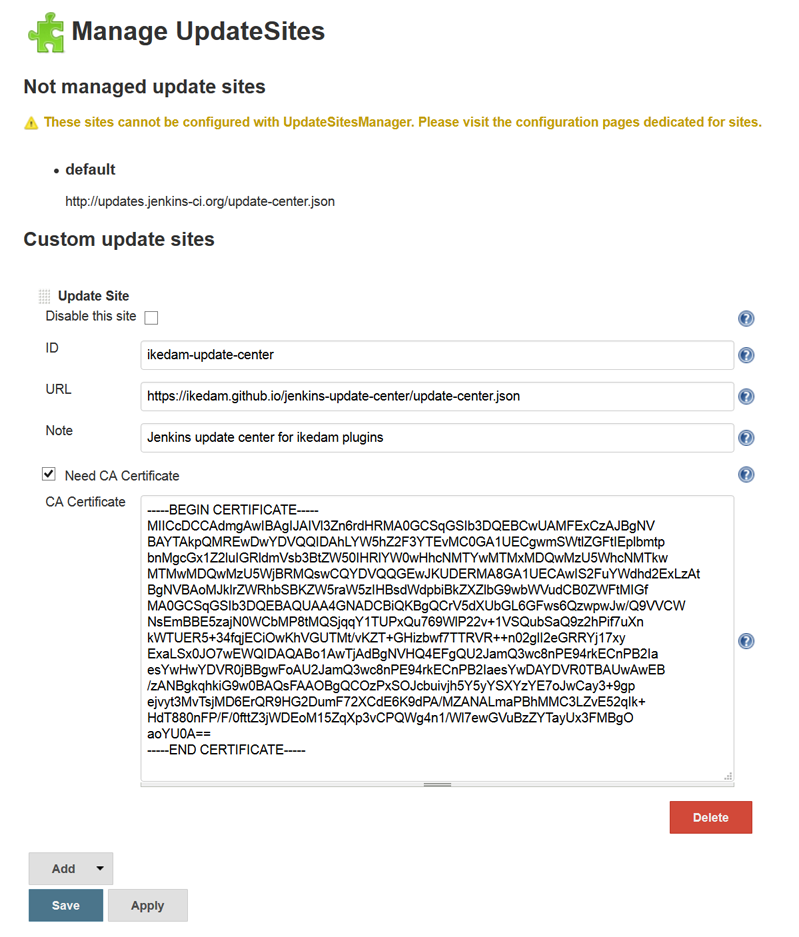 Manage UpdateSites
Not managed update sites
These sites cannot be configured with UpdateSitesManager. Please visit the configuration pages dedicated for sites.
• default
http://updates.jenkins-ci.org/update-center.json
Custom update sites
Update Site
Disable this site
ID
ikedam-update-center
URL
https://ikedam.github.io/jenkins-update-center/update-center.json
Note
Jenkins update center for ikedam plugins
Need CA Certificate
CA Certificate
-----BEGIN CERTIFICATE-----
MIICcDCCAdmgAwIBAgIJAIVl3Zn6rdHRMA0GCSqGSIb3DQEBCwUAMFExCzAJBgNV
BAYTAkpQMREwDwYDVQQIDAhLYW5hZ2F3YTEvMC0GA1UECgwmSWtlZGFtIEplbmtp
bnMgcGx1Z2luIGRldmVsb3BtZW50IHRlYW0wHhcNMTYwMTMxMDQwMzU5WhcNMTkw
MTMwMDQwMzU5WjBRMQswCQYDVQQGEwJKUDERMA8GA1UECAwIS2FuYWdhd2ExLzAt
BgNVBAoMJklrZWRhbSBKZW5raW5zIHBsdWdpbiBkZXZlbG9wbWVudCB0ZWFtMIGf
MA0GCSqGSIb3DQEBAQUAA4GNADCBiQKBgQCrV5dXUbGL6GFws6QzwpwJw/Q9VVCW
NsEmBBE5zajN0WCbMP8tMQSjqqY1TUPxQu769WlP22v+1VSQubSaQ9z2hPif7uXn
kWTUER5+34fqjECiOwKhVGUTMt/vKZT+GHizbwf7TTRVR++n02glI2eGRRYj17xy
ExaLSx0JO7wEWQIDAQABo1AwTjAdBgNVHQ4EFgQU2JamQ3wc8nPE94rkECnPB2Ia
esYwHwYDVR0jBBgwFoAU2JamQ3wc8nPE94rkECnPB2IaesYwDAYDVR0TBAUwAwEB
/zANBgkqhkiG9w0BAQsFAAOBgQCOzPxSOJcbuivjh5Y5yYSXYzYE7oJwCay3+9gp
ejvyt3MvTsjMD6ErQR9HG2DumF72XCdE6K9dPA/MZANALmaPBhMMC3LZvE52qIk+
HdT880nFP/F/0fttZ3jWDEoM15ZqXp3vCPQWg4n1/Wl7ewGVuBzZYTayUx3FMBgO
aoYU0A==
-----END CERTIFICATE-----
Delete
Add
Save Apply